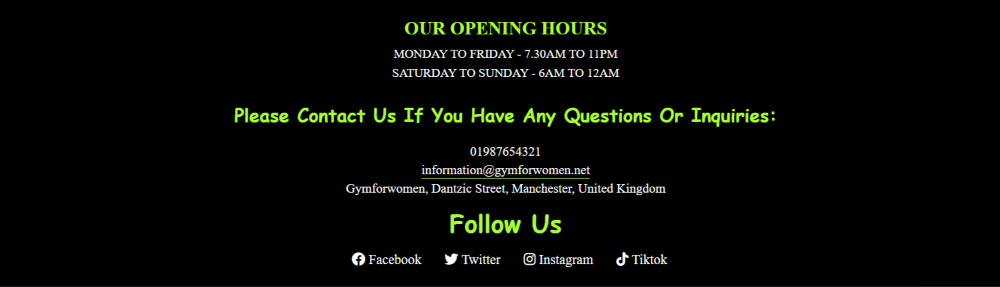 OUR OPENING HOURS
MONDAY TO FRIDAY - 7.30AM TO 11PM
SATURDAY TO SUNDAY - 6AM TO 12AM
Please Contact Us If You Have Any Questions Or Inquiries:
01987654321
information@gymforwomen.net
Gymforwomen, Dantzic Street, Manchester, United Kingdom
Follow Us
Facebook Twitter Instagram Tiktok